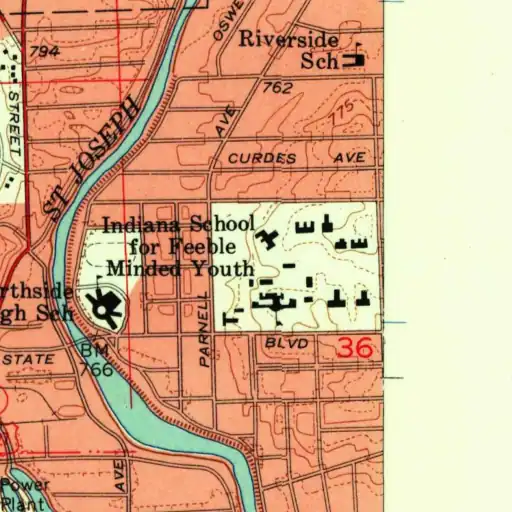 OSWE
794
Riverside
Sch
762
775
STREET
AVE
ST JOSEPH
CURDES AVE
Indiana School
for Feeble
Minded Youth
rthside
gh Sch
PARNELL
STATE
BLVD
36
BM
766
AVE
Power
Plant